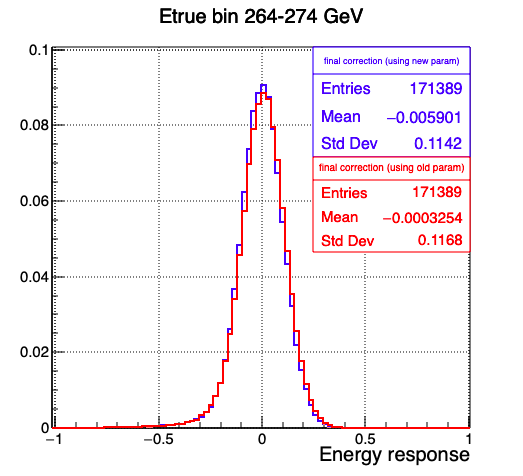 Etrue bin 264-274 GeV
0.1
0.08
0.06
0.04
0.02
0
−1
−0.5
0
0.5
1
Energy response
final correction (using new param)
Entries 171389
Mean −0.005901
Std Dev 0.1142
final correction (using old param)
Entries 171389
Mean −0.0003254
Std Dev 0.1168